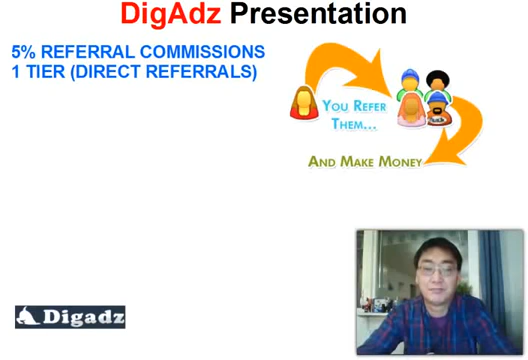 DigAdz Presentation
5% REFERRAL COMMISSIONS
1 TIER (DIRECT REFERRALS)
YOU REFER
THEM...
AND MAKE MONEY
Digadz